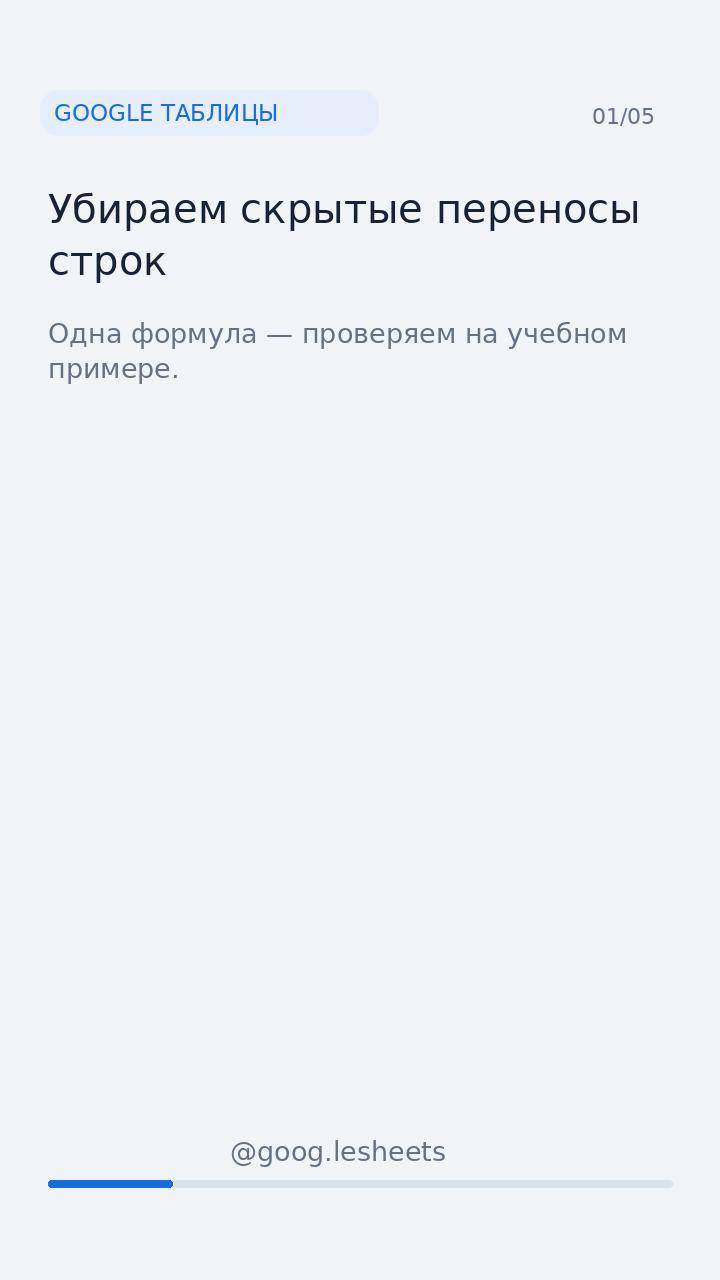 GOOGLE ТАБЛИЦЫ
01/05
Убираем скрытые переносы
строк
Одна формула — проверяем на учебном
примере.
@goog.lesheets